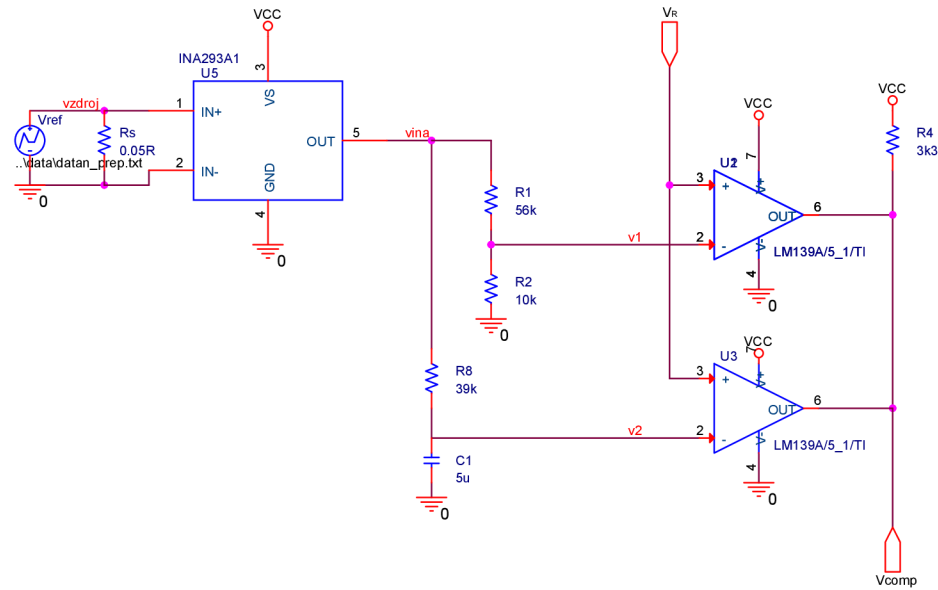 VCC
INA293A1
U5
3
VS
1
IN+
2
IN-
OUT
5
GND
4
0
vzdroj
Vref
..\data\datan_prep.txt
Rs
0.05R
0
vina
R1
56k
R2
10k
0
R8
39k
C1
5u
0
v1
v2
VR
VCC
7
3
+
2
-
V+
V-
OUT
6
4
0
LM139A/5_1/TI
VCC
7
U3
3
+
2
-
V+
V-
OUT
6
4
0
LM139A/5_1/TI
VCC
R4
3k3
Vcomp